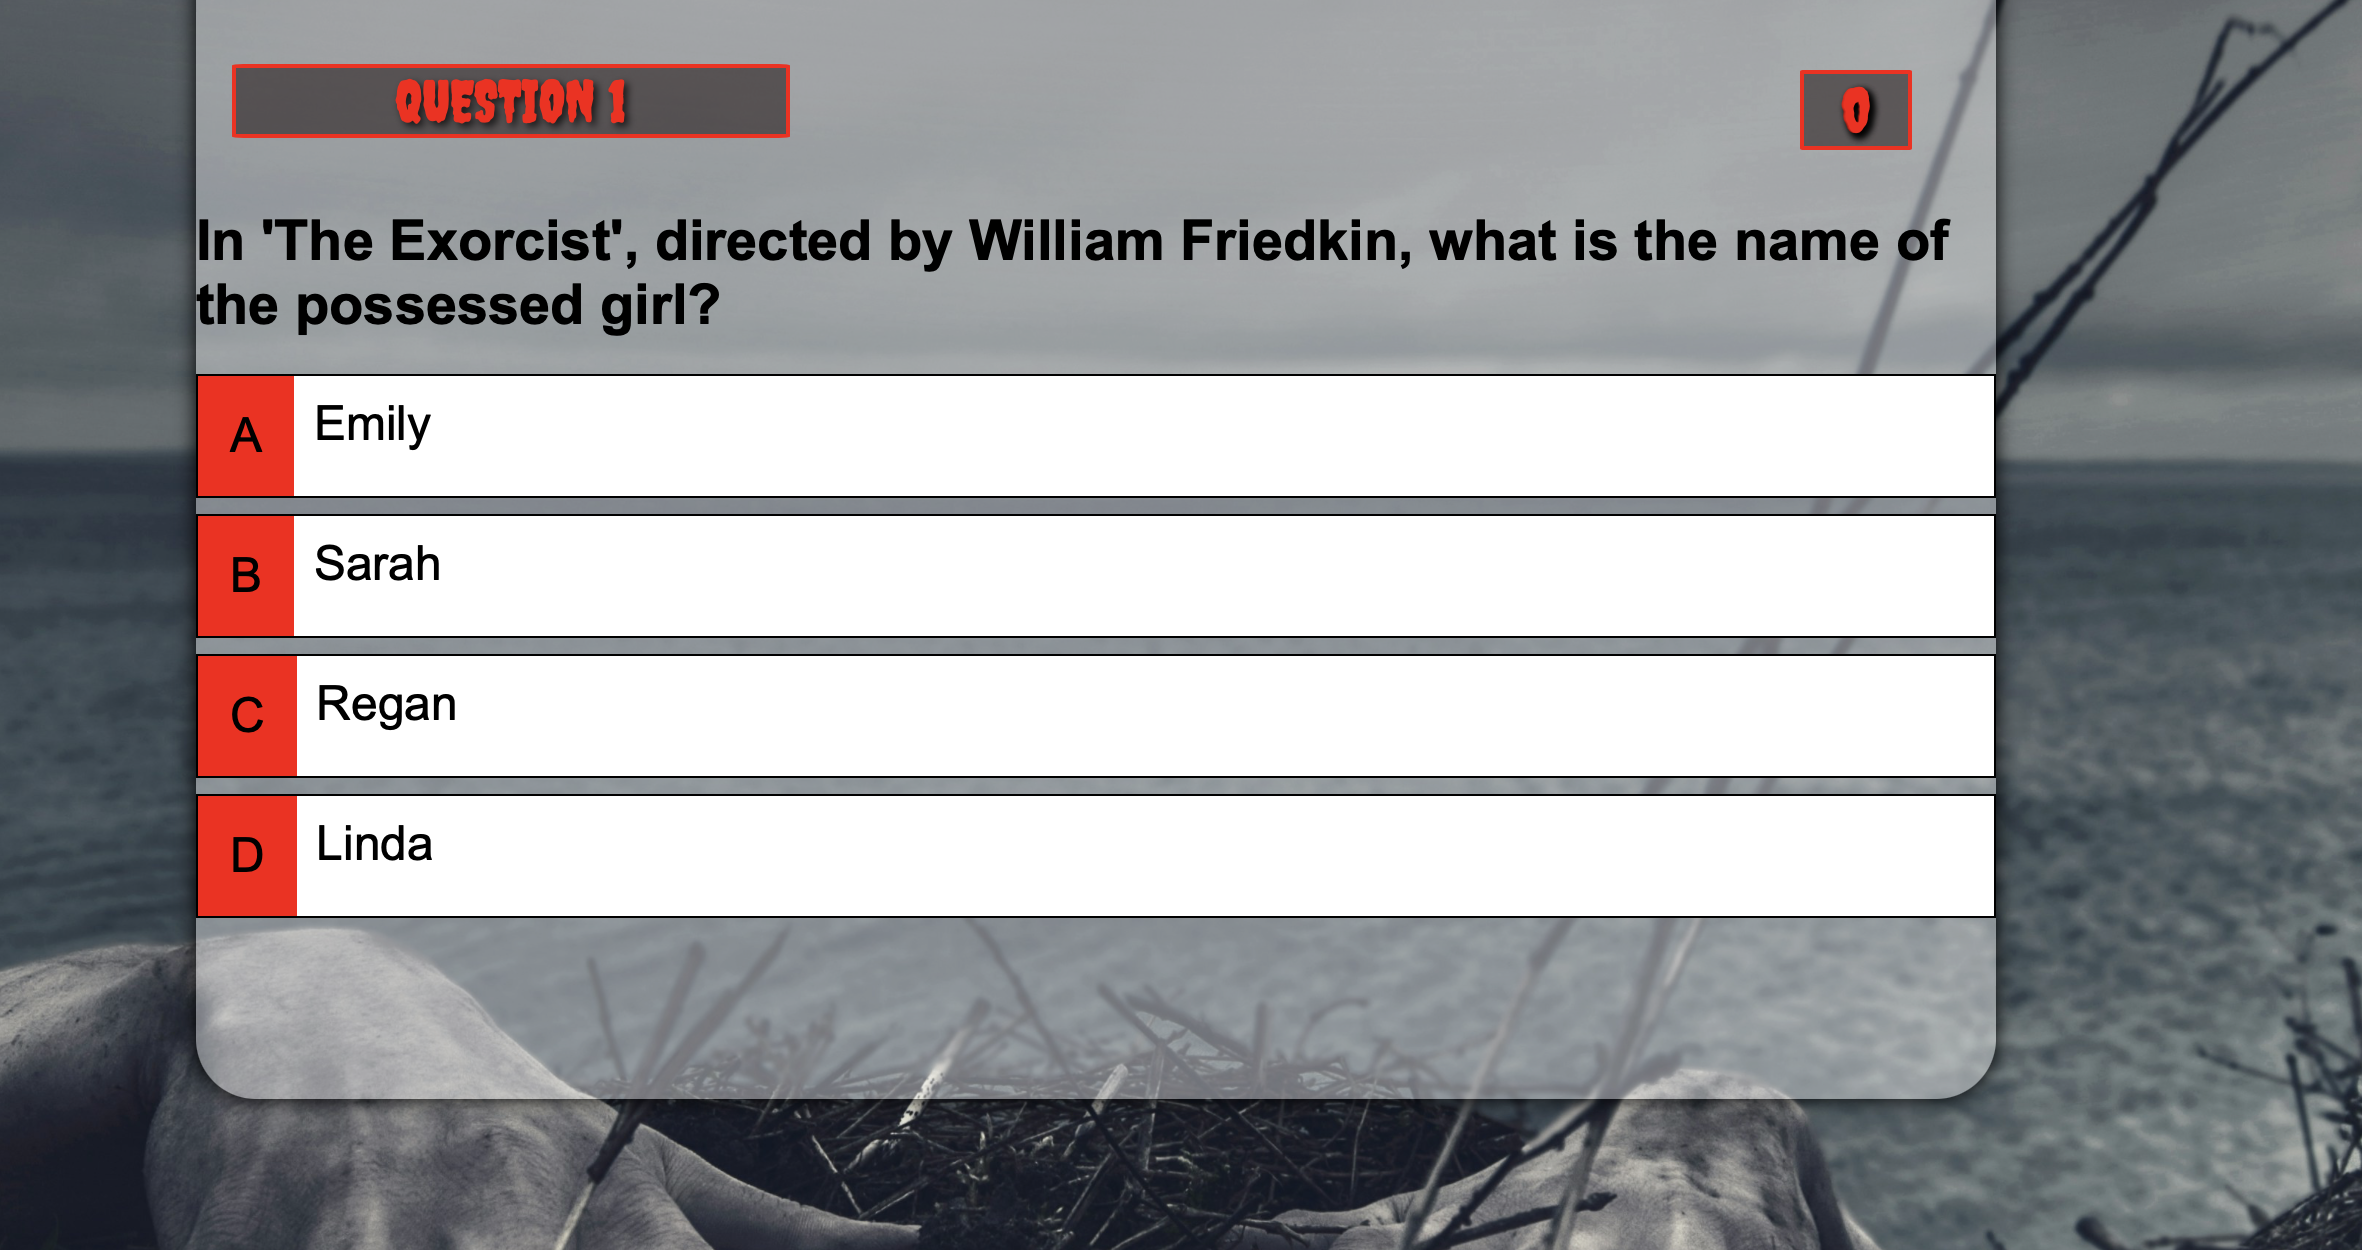 QUESTION 1
0
In 'The Exorcist', directed by William Friedkin, what is the name of
the possessed girl?
A Emily
B Sarah
C Regan
D Linda